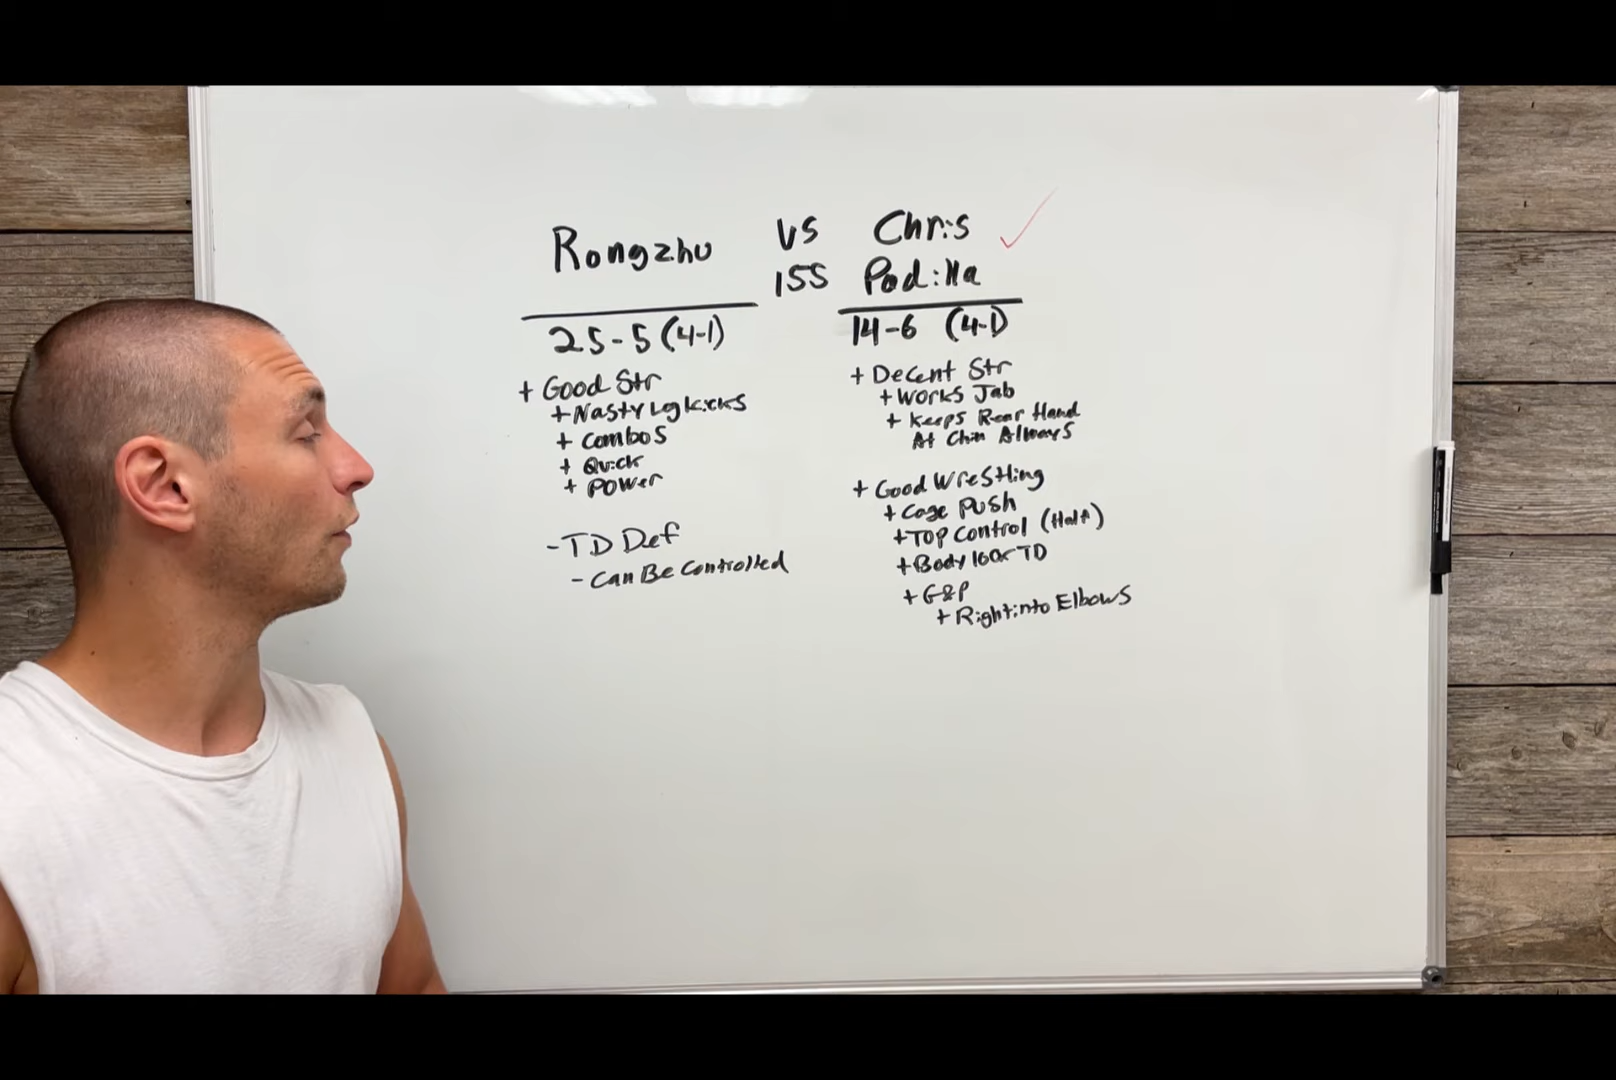 Rongzhu
25-5 (4-1)
+ Good Str
+ Nasty Leg kicks
+ Combos
+ Quick
+ Power
- TD Def
- Can Be Controlled
VS
155
Chris
Padilla
14-6 (4-1)
+ Decent Str
+ Works Jab
+ Keeps Rear Hand
At Chin Always
+ Good Wrestling
+ Cage Push
+ Top Control (Half)
+ Body lock TD
+ G&P
+ Right into Elbows